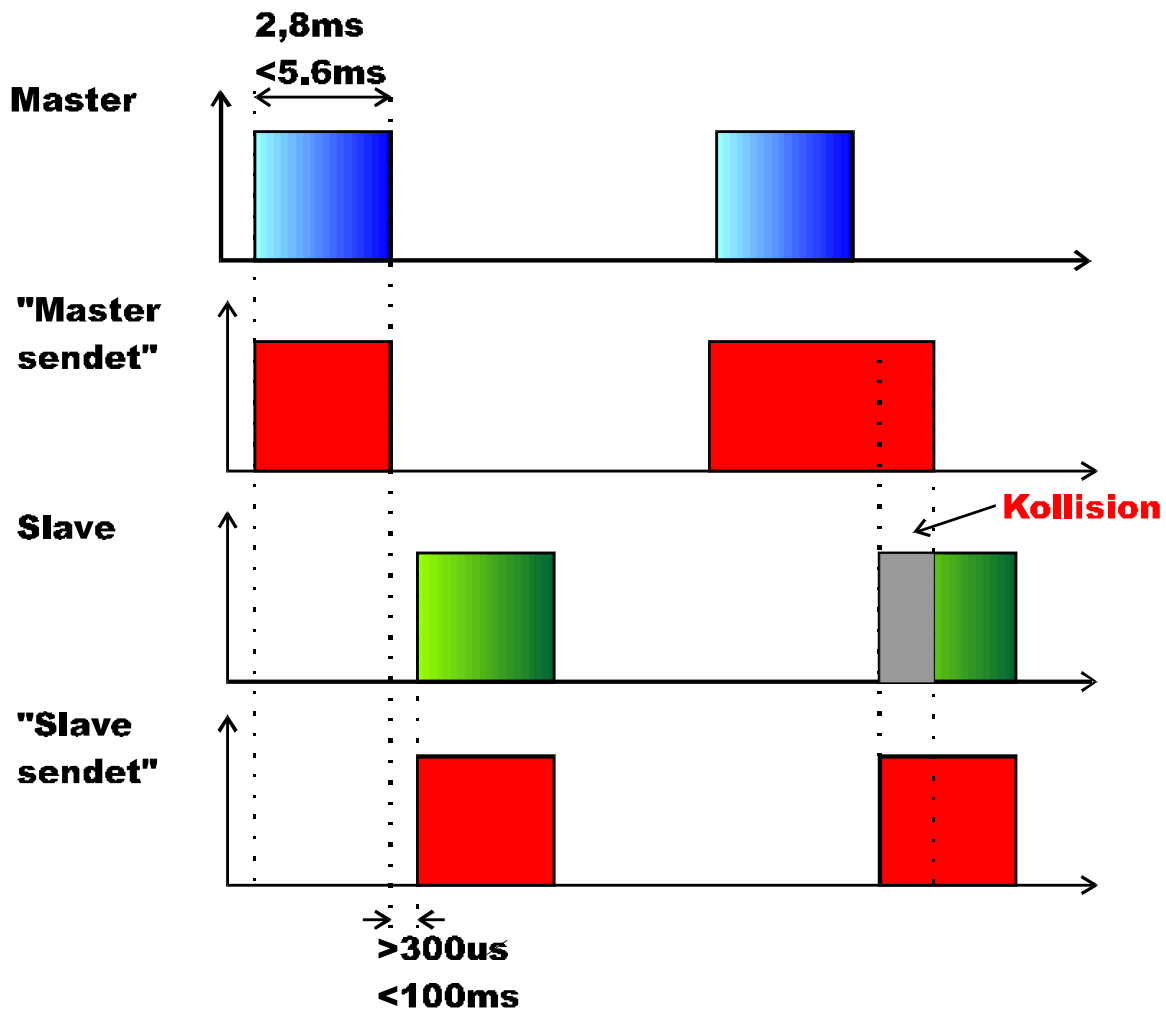 2,8ms
<5.6ms
Master
"Master
sendet"
Slave
Kollision
"Slave
sendet"
>300us
<100ms